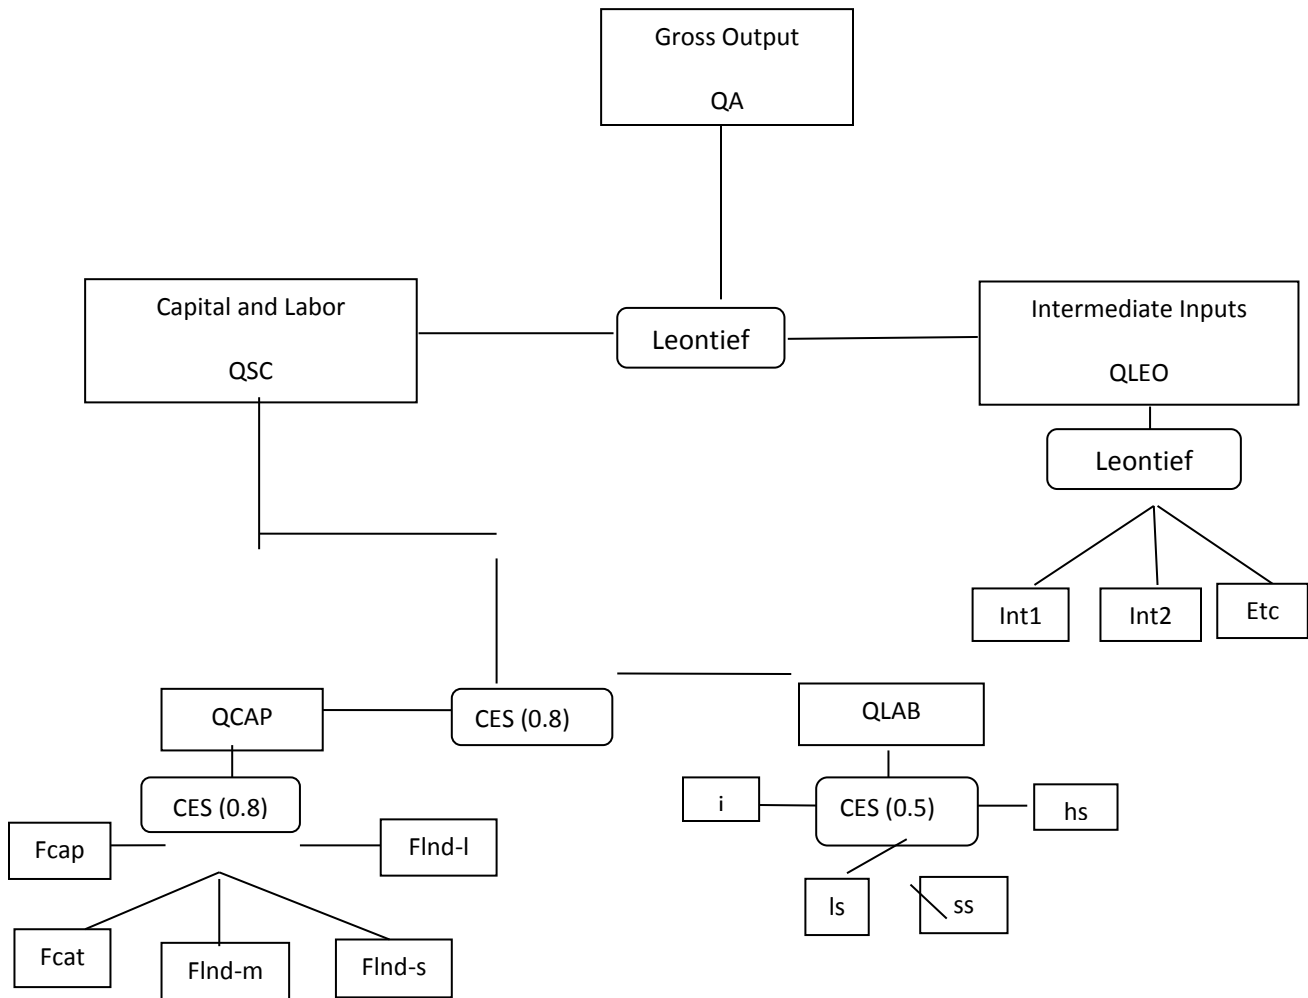 Gross Output
QA
Capital and Labor
QSC
Leontief
Intermediate Inputs
QLEO
Leontief
Int1
Int2
Etc
QCAP
CES (0.8)
QLAB
CES (0.8)
i
CES (0.5)
hs
Fcap
Flnd-l
ls
ss
Fcat
Flnd-m
Flnd-s